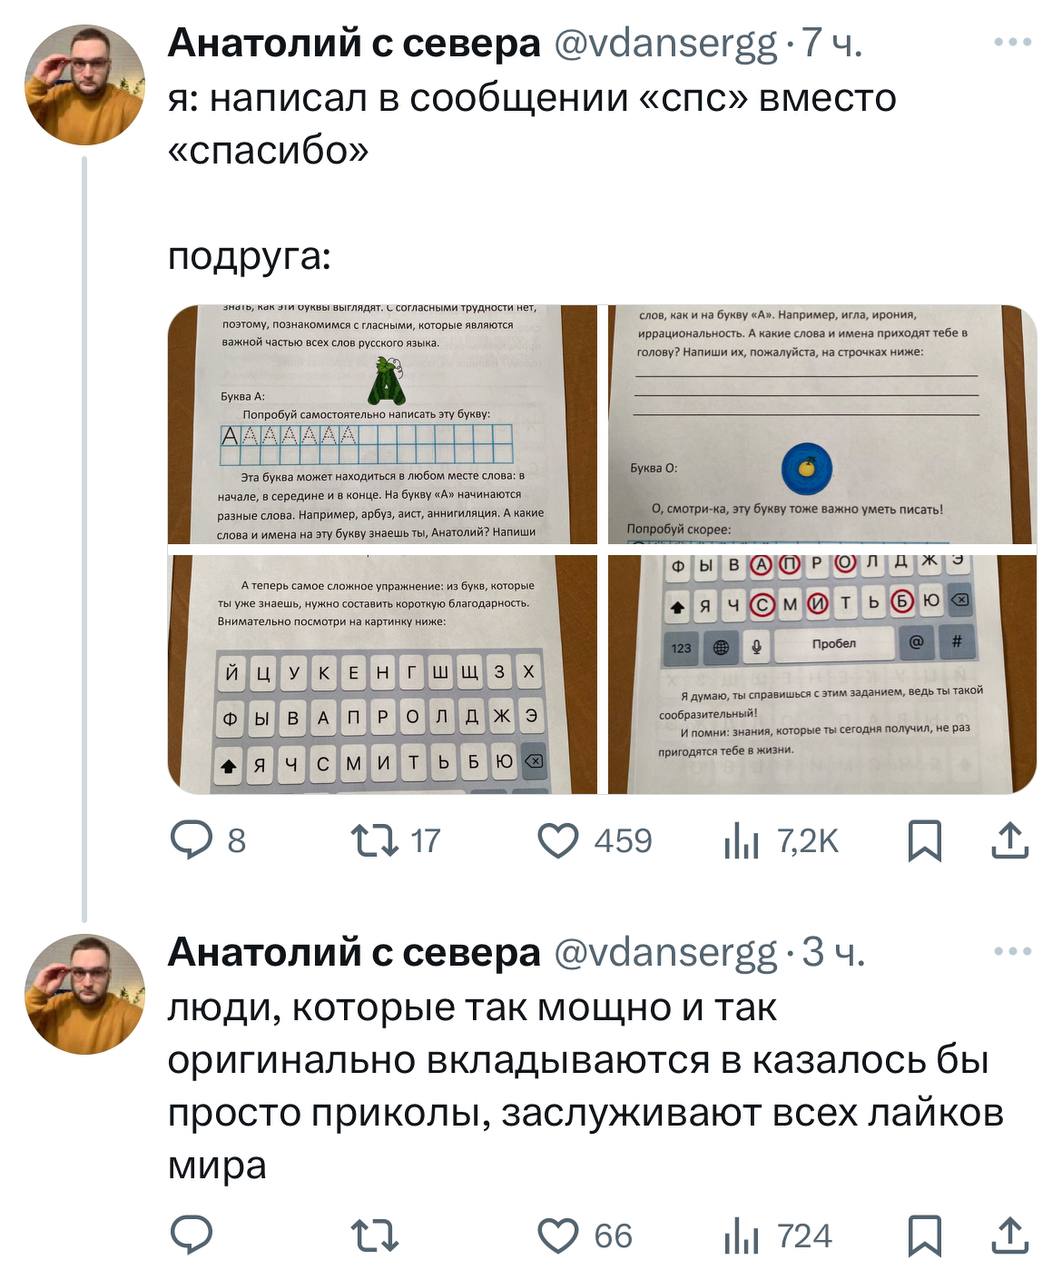 Анатолий с севера @vdansergg · 7 ч.
я: написал в сообщении «спс» вместо
«спасибо»
подруга:
знать, как эти буквы выглядят. С согласными трудности нет,
поэтому, познакомимся с гласными, которые являются
важной частью всех слов русского языка.
Буква А:
Попробуй самостоятельно написать эту букву:
А А А А А А А
Эта буква может находиться в любом месте слова: в
начале, в середине и в конце. На букву «А» начинаются
разные слова. Например, арбуз, аист, аннигиляция. А какие
слова и имена на эту букву знаешь ты, Анатолий? Напиши
слов, как и на букву «А». Например, игла, ирония,
иррациональность. А какие слова и имена приходят тебе в
голову? Напиши их, пожалуйста, на строчках ниже:
Буква О:
О, смотри-ка, эту букву тоже важно уметь писать!
Попробуй скорее:
А теперь самое сложное упражнение: из букв, которые
ты уже знаешь, нужно составить короткую благодарность.
Внимательно посмотри на картинку ниже:
Й Ц У К Е Н Г Ш Щ З Х
Ф Ы В А П Р О Л Д Ж Э
Я Ч С М И Т Ь Б Ю
Ф Ы В А П Р О Л Д Ж Э
Я Ч С М И Т Ь Б Ю
123 Пробел @ #
Я думаю, ты справишься с этим заданием, ведь ты такой
сообразительный!
И помни: знания, которые ты сегодня получил, не раз
пригодятся тебе в жизни.
8 17 459 7,2K
Анатолий с севера @vdansergg · 3 ч.
люди, которые так мощно и так
оригинально вкладываются в казалось бы
просто приколы, заслуживают всех лайков
мира
66 724